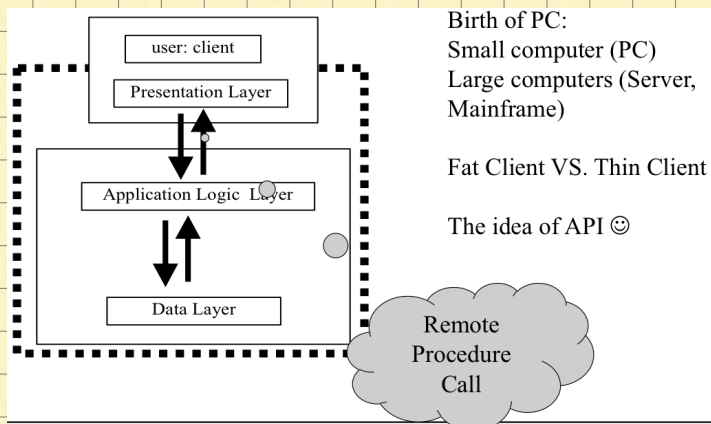 user: client
Presentation Layer
Application Logic Layer
Data Layer
Remote
Procedure
Call
Birth of PC:
Small computer (PC)
Large computers (Server,
Mainframe)
Fat Client VS. Thin Client
The idea of API ☺